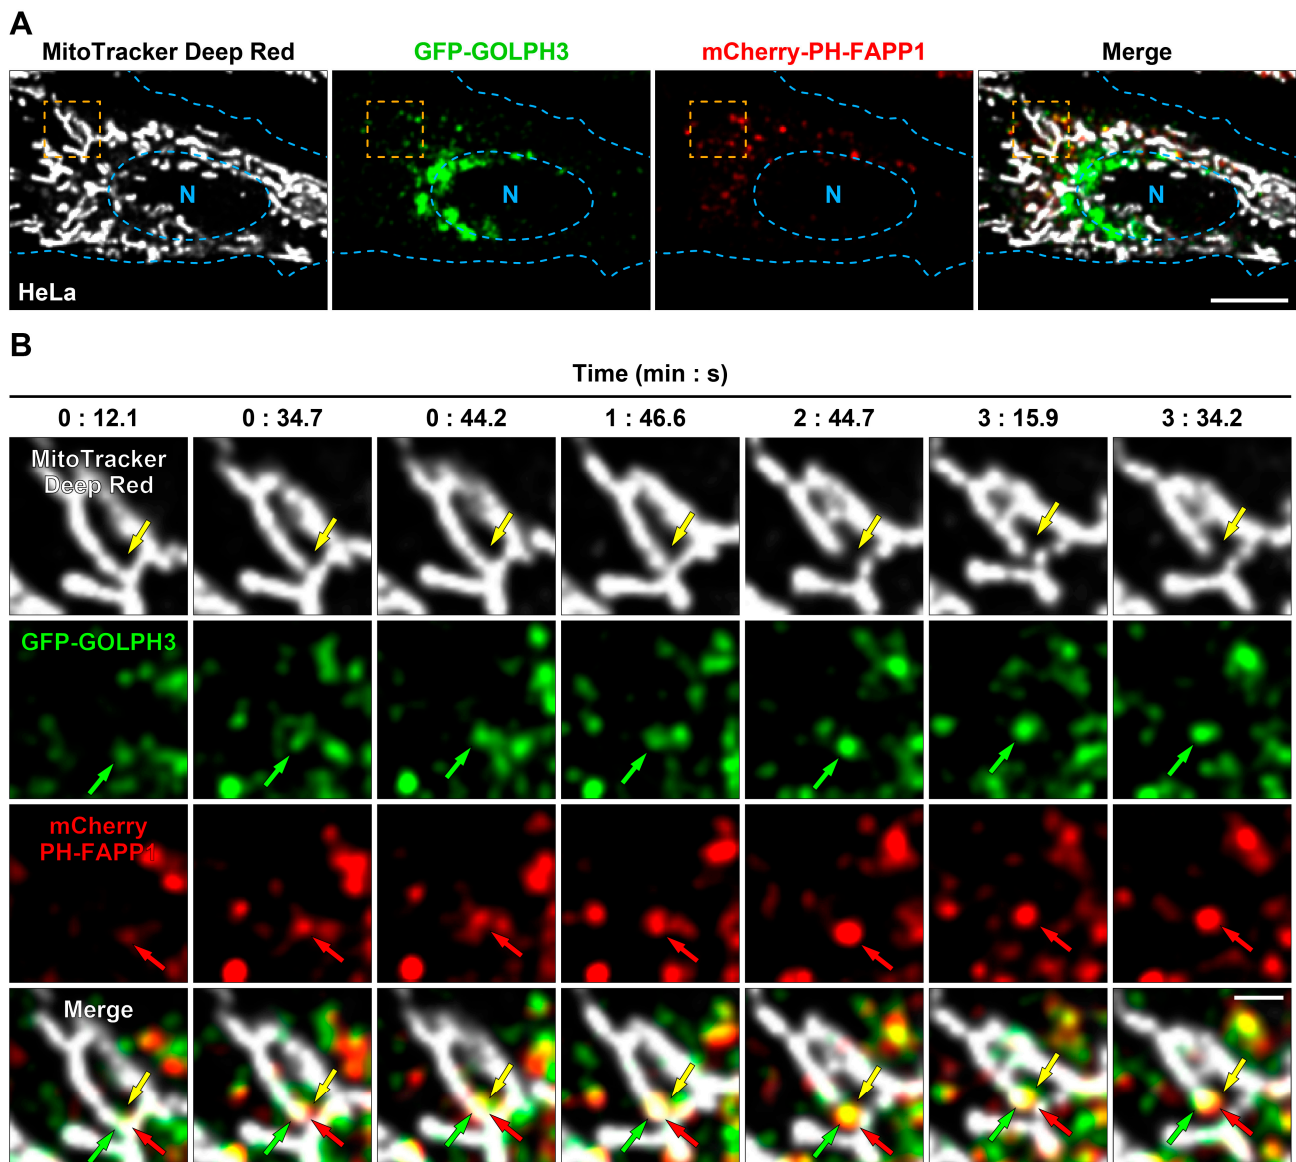 A
MitoTracker Deep Red
GFP-GOLPH3
mCherry-PH-FAPP1
Merge
N
N
N
N
HeLa
B
Time (min : s)
0 : 12.1
0 : 34.7
0 : 44.2
1 : 46.6
2 : 44.7
3 : 15.9
3 : 34.2
MitoTracker
Deep Red
GFP-GOLPH3
mCherry
PH-FAPP1
Merge